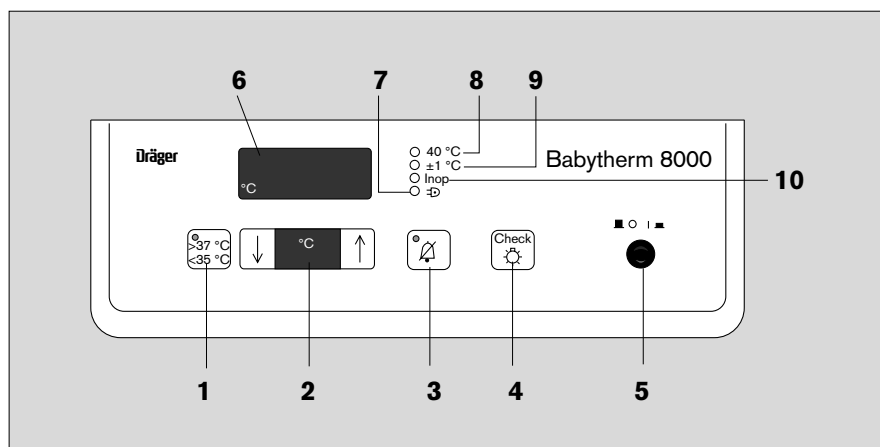 6
7
8
9
Dräger
°C
40 °C
±1 °C
Inop
Babytherm 8000
10
>37 °C
<35 °C
°C
Check
1
2
3
4
5